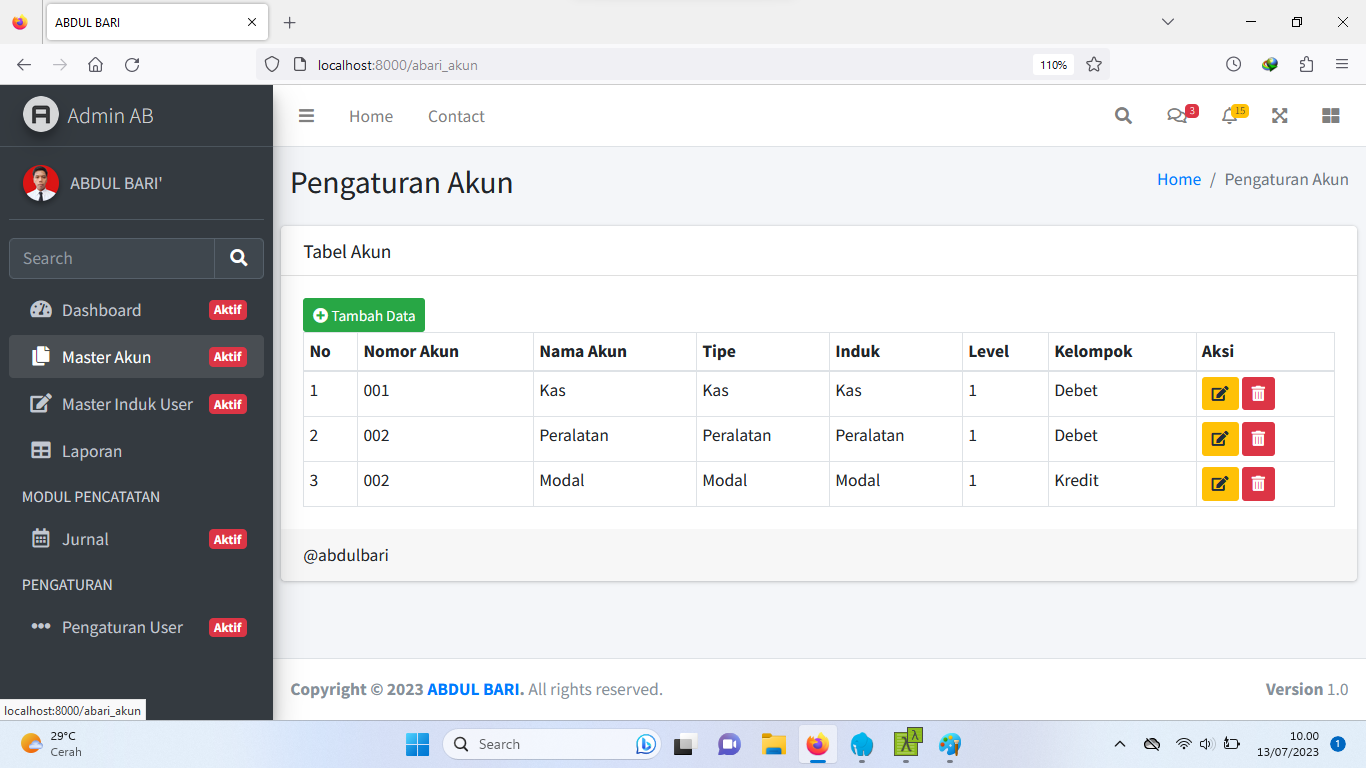 ABDUL BARI
localhost:8000/abari_akun
110%
Admin AB
Home Contact
3
15
ABDUL BARI'
Pengaturan Akun
Home / Pengaturan Akun
Search
Dashboard Aktif
Master Akun Aktif
Master Induk User Aktif
Laporan
MODUL PENCATATAN
Jurnal Aktif
PENGATURAN
Pengaturan User Aktif
Tabel Akun
Tambah Data
No Nomor Akun Nama Akun Tipe Induk Level Kelompok Aksi
1 001 Kas Kas Kas 1 Debet
2 002 Peralatan Peralatan Peralatan 1 Debet
3 002 Modal Modal Modal 1 Kredit
@abdulbari
Copyright © 2023 ABDUL BARI. All rights reserved.
Version 1.0
localhost:8000/abari_akun
29°C
Cerah
Search
10.00
13/07/2023
1